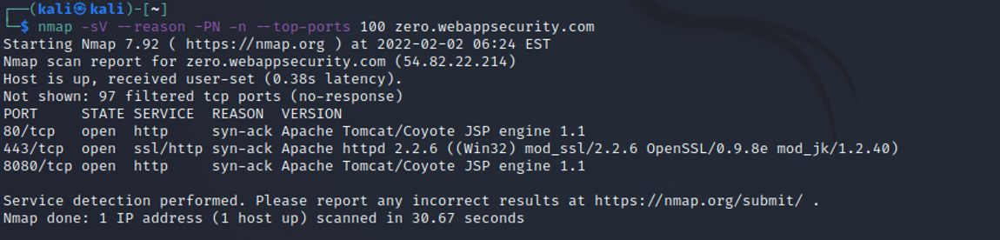 ┌──(kali㉿kali)-[~]
└─$ nmap -sV --reason -PN -n --top-ports 100 zero.webappsecurity.com
Starting Nmap 7.92 ( https://nmap.org ) at 2022-02-02 06:24 EST
Nmap scan report for zero.webappsecurity.com (54.82.22.214)
Host is up, received user-set (0.38s latency).
Not shown: 97 filtered tcp ports (no-response)
PORT     STATE SERVICE  REASON  VERSION
80/tcp   open  http     syn-ack Apache Tomcat/Coyote JSP engine 1.1
443/tcp  open  ssl/http syn-ack Apache httpd 2.2.6 ((Win32) mod_ssl/2.2.6 OpenSSL/0.9.8e mod_jk/1.2.40)
8080/tcp open  http     syn-ack Apache Tomcat/Coyote JSP engine 1.1
Service detection performed. Please report any incorrect results at https://nmap.org/submit/ .
Nmap done: 1 IP address (1 host up) scanned in 30.67 seconds